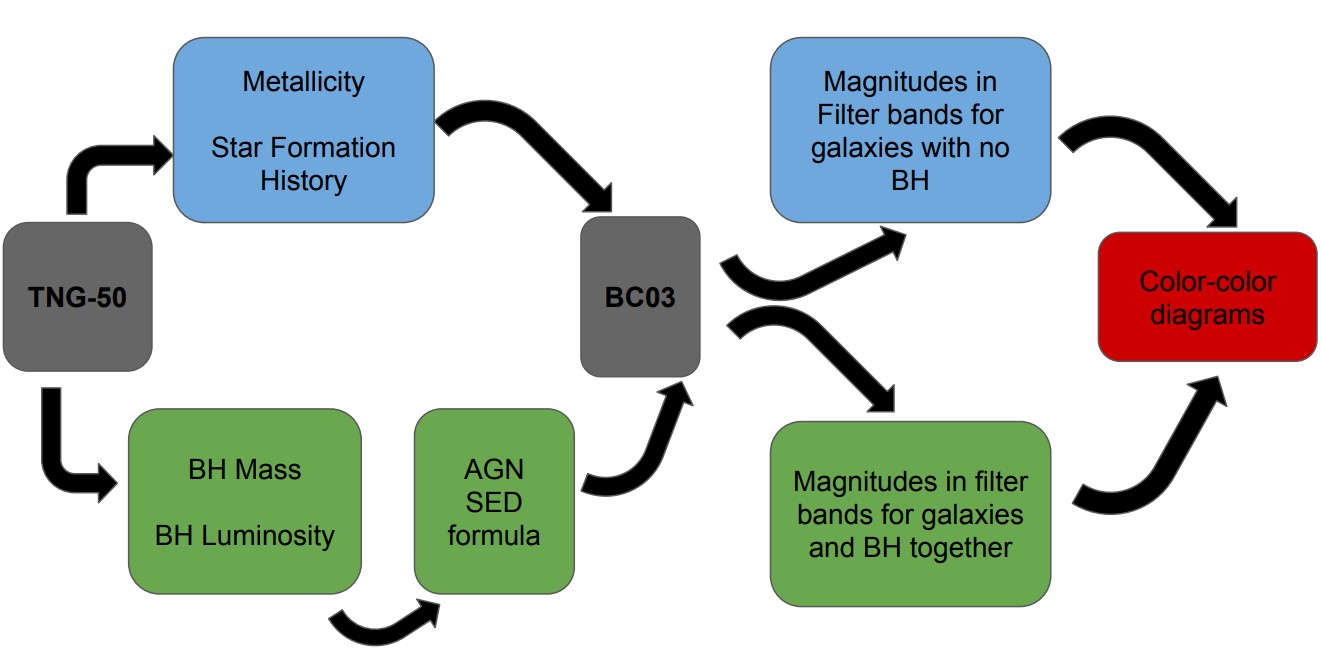 TNG-50
Metallicity
Star Formation
History
BH Mass
BH Luminosity
AGN
SED
formula
BC03
Magnitudes in
Filter bands for
galaxies with no
BH
Magnitudes in filter
bands for galaxies
and BH together
Color-color
diagrams